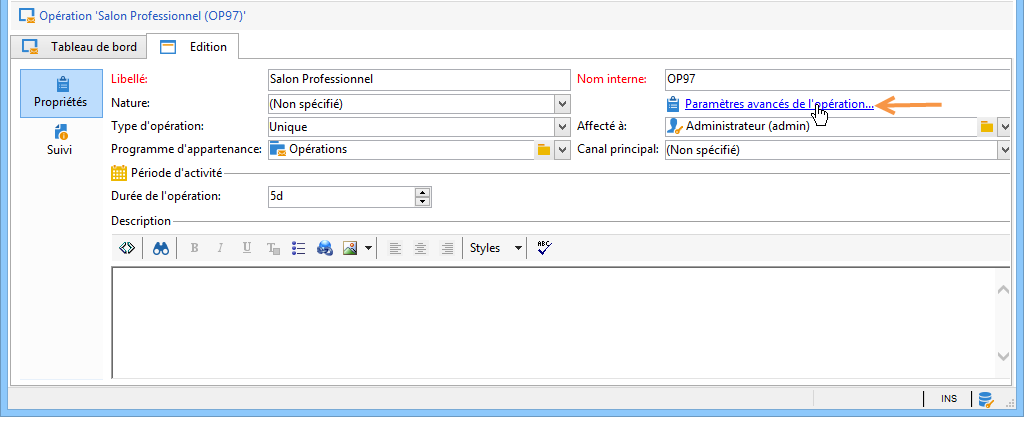 Opération 'Salon Professionnel (OP97)'
Tableau de bord Edition
Propriétés
Suivi
Libellé: Salon Professionnel Nom interne: OP97
Nature: (Non spécifié) Paramètres avancés de l'opération...
Type d'opération: Unique Affecté à: Administrateur (admin)
Programme d'appartenance: Opérations Canal principal: (Non spécifié)
Période d'activité
Durée de l'opération: 5d
Description
B I U T Styles ABC
INS